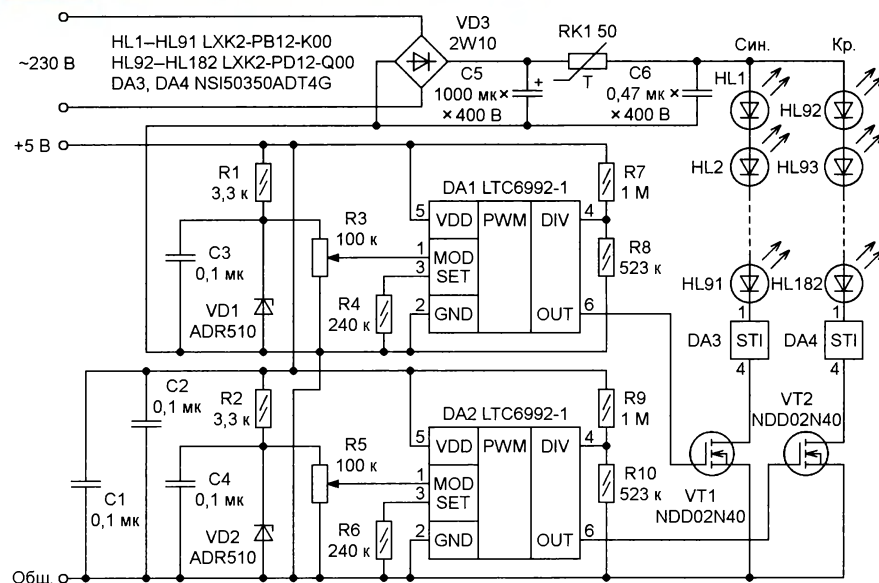 ~230 В
HL1–HL91 LXK2-PB12-K00
HL92–HL182 LXK2-PD12-Q00
DA3, DA4 NSI50350ADT4G
VD3
2W10
RK1 50
T
C5
1000 мк ×
× 400 В
+
C6
0,47 мк ×
× 400 В
Син.
Кр.
HL1
HL92
HL2
HL93
HL91
HL182
1
1
DA3
STI
DA4
STI
4
4
+5 В
R1
3,3 к
R3
100 к
C3
0,1 мк
VD1
ADR510
R4
240 к
DA1 LTC6992-1
5
VDD
PWM
DIV
4
1
MOD
3
SET
2
GND
OUT
6
R7
1 М
R8
523 к
C2
0,1 мк
C1
0,1 мк
R2
3,3 к
R5
100 к
C4
0,1 мк
VD2
ADR510
R6
240 к
DA2 LTC6992-1
5
VDD
PWM
DIV
4
1
MOD
3
SET
2
GND
OUT
6
R9
1 М
R10
523 к
VT2
NDD02N40
VT1
NDD02N40
Общ.